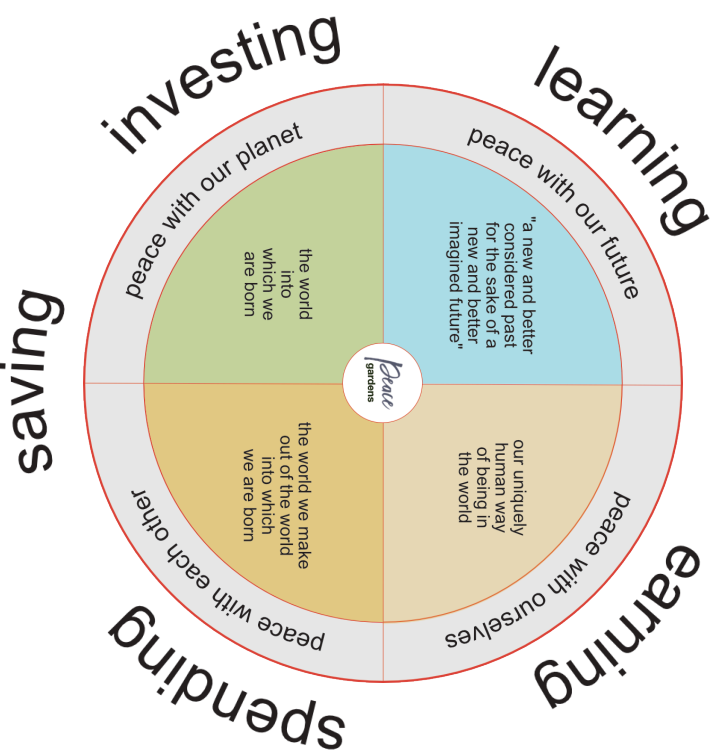 investing
learning
peace with our planet
peace with our future
"a new and better
considered past
for the sake of a
new and better
imagined future"
the world
into
which we
are born
saving
Peace
gardens
our uniquely
human way
of being in
the world
the world we make
out of the world
into which
we are born
peace with each other
peace with ourselves
earning
spending